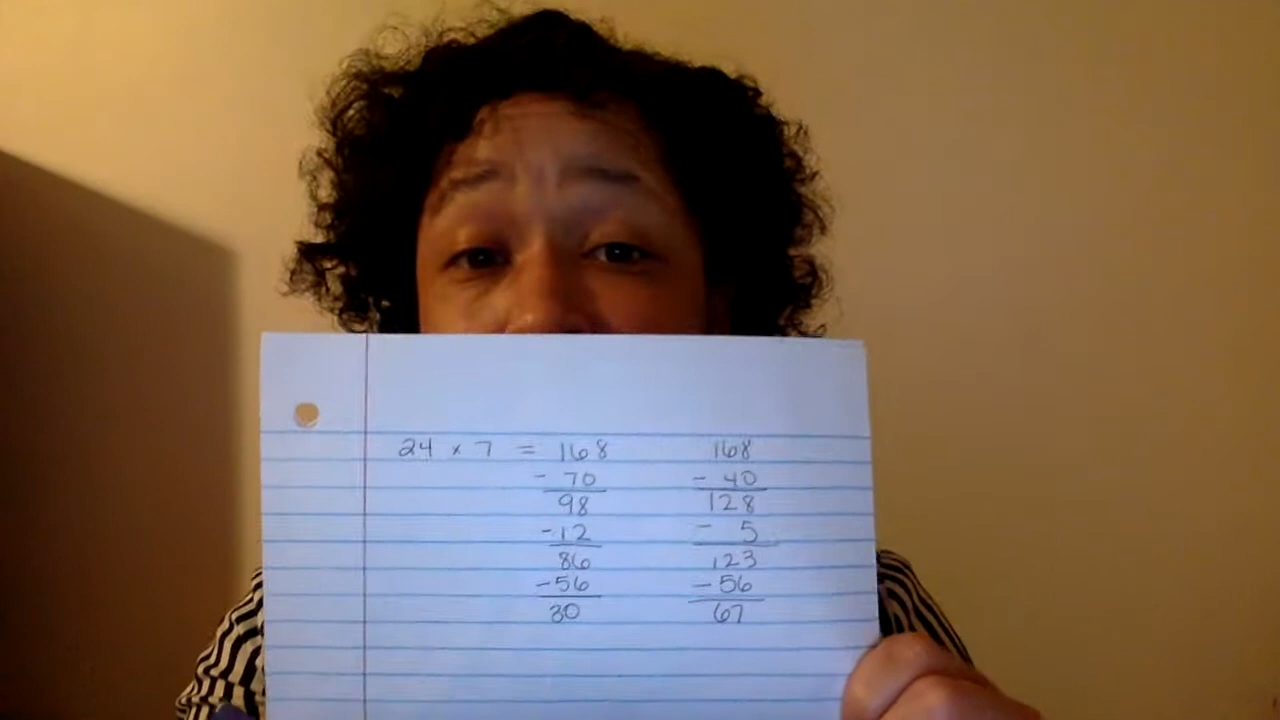 24 x 7 = 168 168
- 70 - 40
98 128
-12 - 5
86 123
-56 -56
30 67